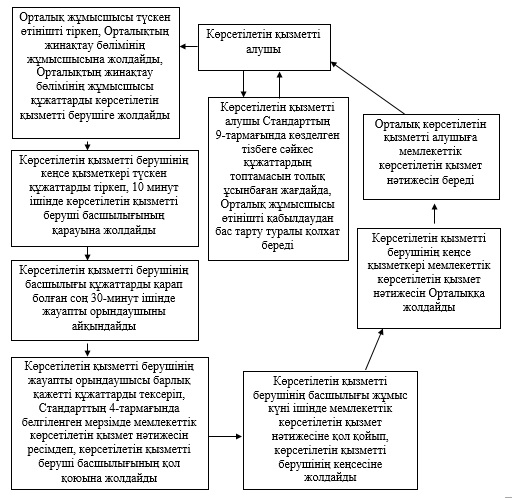 Орталық жұмысшысы түскен
өтінішті тіркеп, Орталықтың
жинақтау бөлімінің
жұмысшысына жолдайды,
Орталықтың жинақтау
бөлімінің жұмысшысы
құжаттарды көрсетілетін
қызметті берушіге жолдайды
Көрсетілетін қызметті
алушы
Көрсетілетін қызметті
алушы Стандарттың
9-тармағында көзделген
тізбеге сәйкес
құжаттардың
топтамасын толық
ұсынбаған жағдайда,
Орталық жұмысшысы
өтінішті қабылдаудан
бас тарту туралы қолхат
береді
Орталық көрсетілетін
қызметті алушыға
мемлекеттік
көрсетілетін қызмет
нәтижесін береді
Көрсетілетін қызметті берушінің
кеңсе қызметкері түскен
құжаттарды тіркеп, 10 минут
ішінде көрсетілетін қызметті
беруші басшылығының
қарауына жолдайды
Көрсетілетін қызметті
берушінің кеңсе
қызметкері мемлекеттік
көрсетілетін қызмет
нәтижесін Орталыққа
жолдайды
Көрсетілетін қызметті берушінің
басшылығы құжаттарды қарап
болған соң 30-минут ішінде
жауапты орындаушыны
айқындайды
Көрсетілетін қызметті берушінің
жауапты орындаушысы барлық
қажетті құжаттарды тексеріп,
Стандарттың 4-тармағында
белгіленген мерзімде мемлекеттік
көрсетілетін қызмет нәтижесін
ресімдеп, көрсетілетін қызметті
беруші басшылығының қол
қоюына жолдайды
Көрсетілетін қызметті
берушінің басшылығы жұмыс
күні ішінде мемлекеттік
көрсетілетін қызмет
нәтижесіне қол қойып,
көрсетілетін қызметті
берушінің кеңсесіне
жолдайды